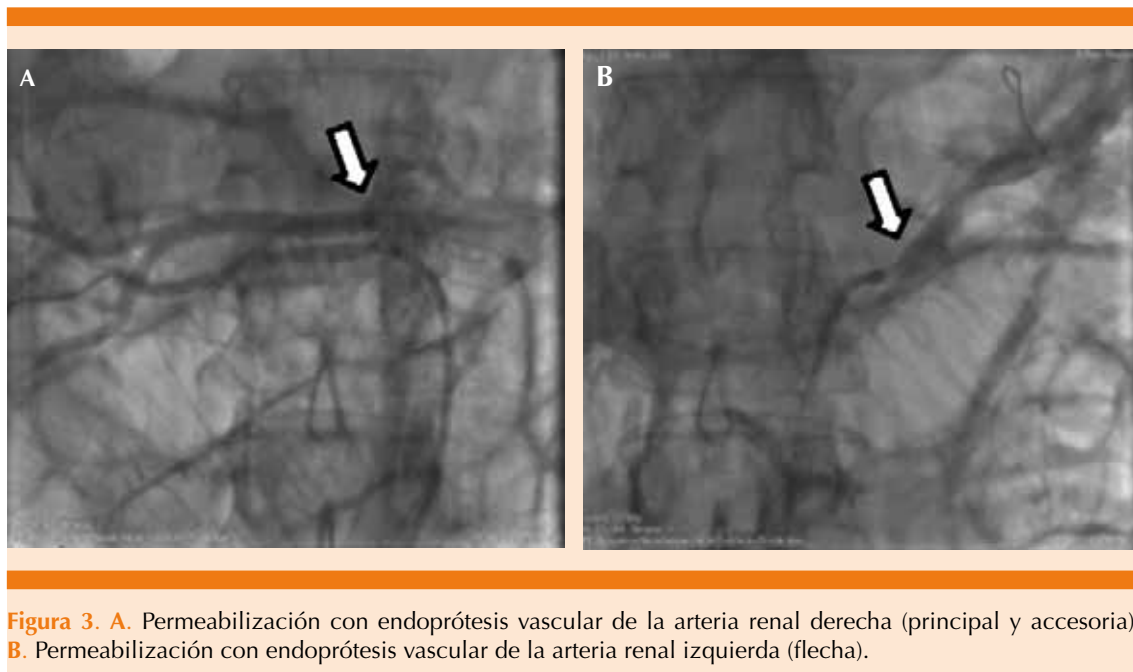 A
B
Figura 3. A. Permeabilización con endoprótesis vascular de la arteria renal derecha (principal y accesoria)
B. Permeabilización con endoprótesis vascular de la arteria renal izquierda (flecha).